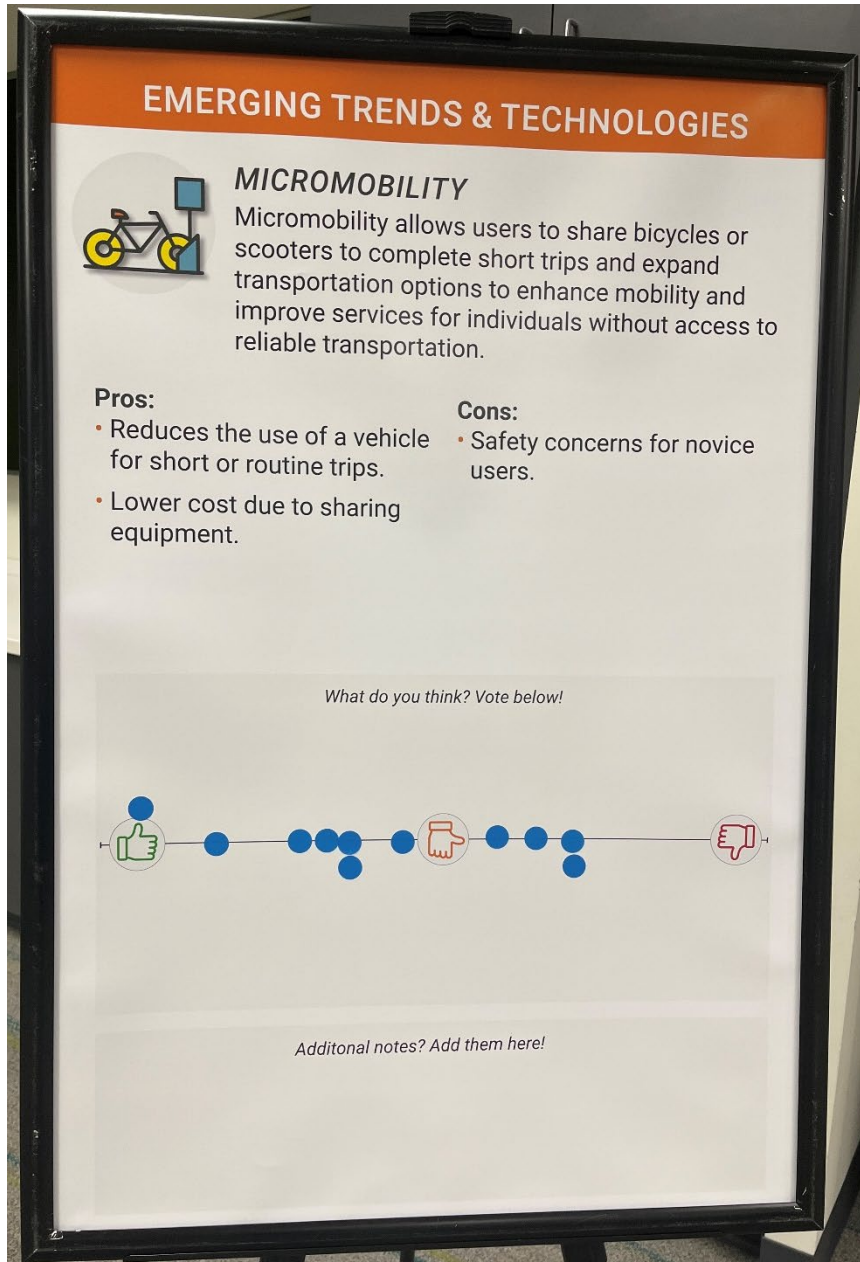 EMERGING TRENDS & TECHNOLOGIES
MICROMOBILITY
Micromobility allows users to share bicycles or
scooters to complete short trips and expand
transportation options to enhance mobility and
improve services for individuals without access to
reliable transportation.
Pros:
• Reduces the use of a vehicle
for short or routine trips.
• Lower cost due to sharing
equipment.
Cons:
• Safety concerns for novice
users.
What do you think? Vote below!
Additonal notes? Add them here!